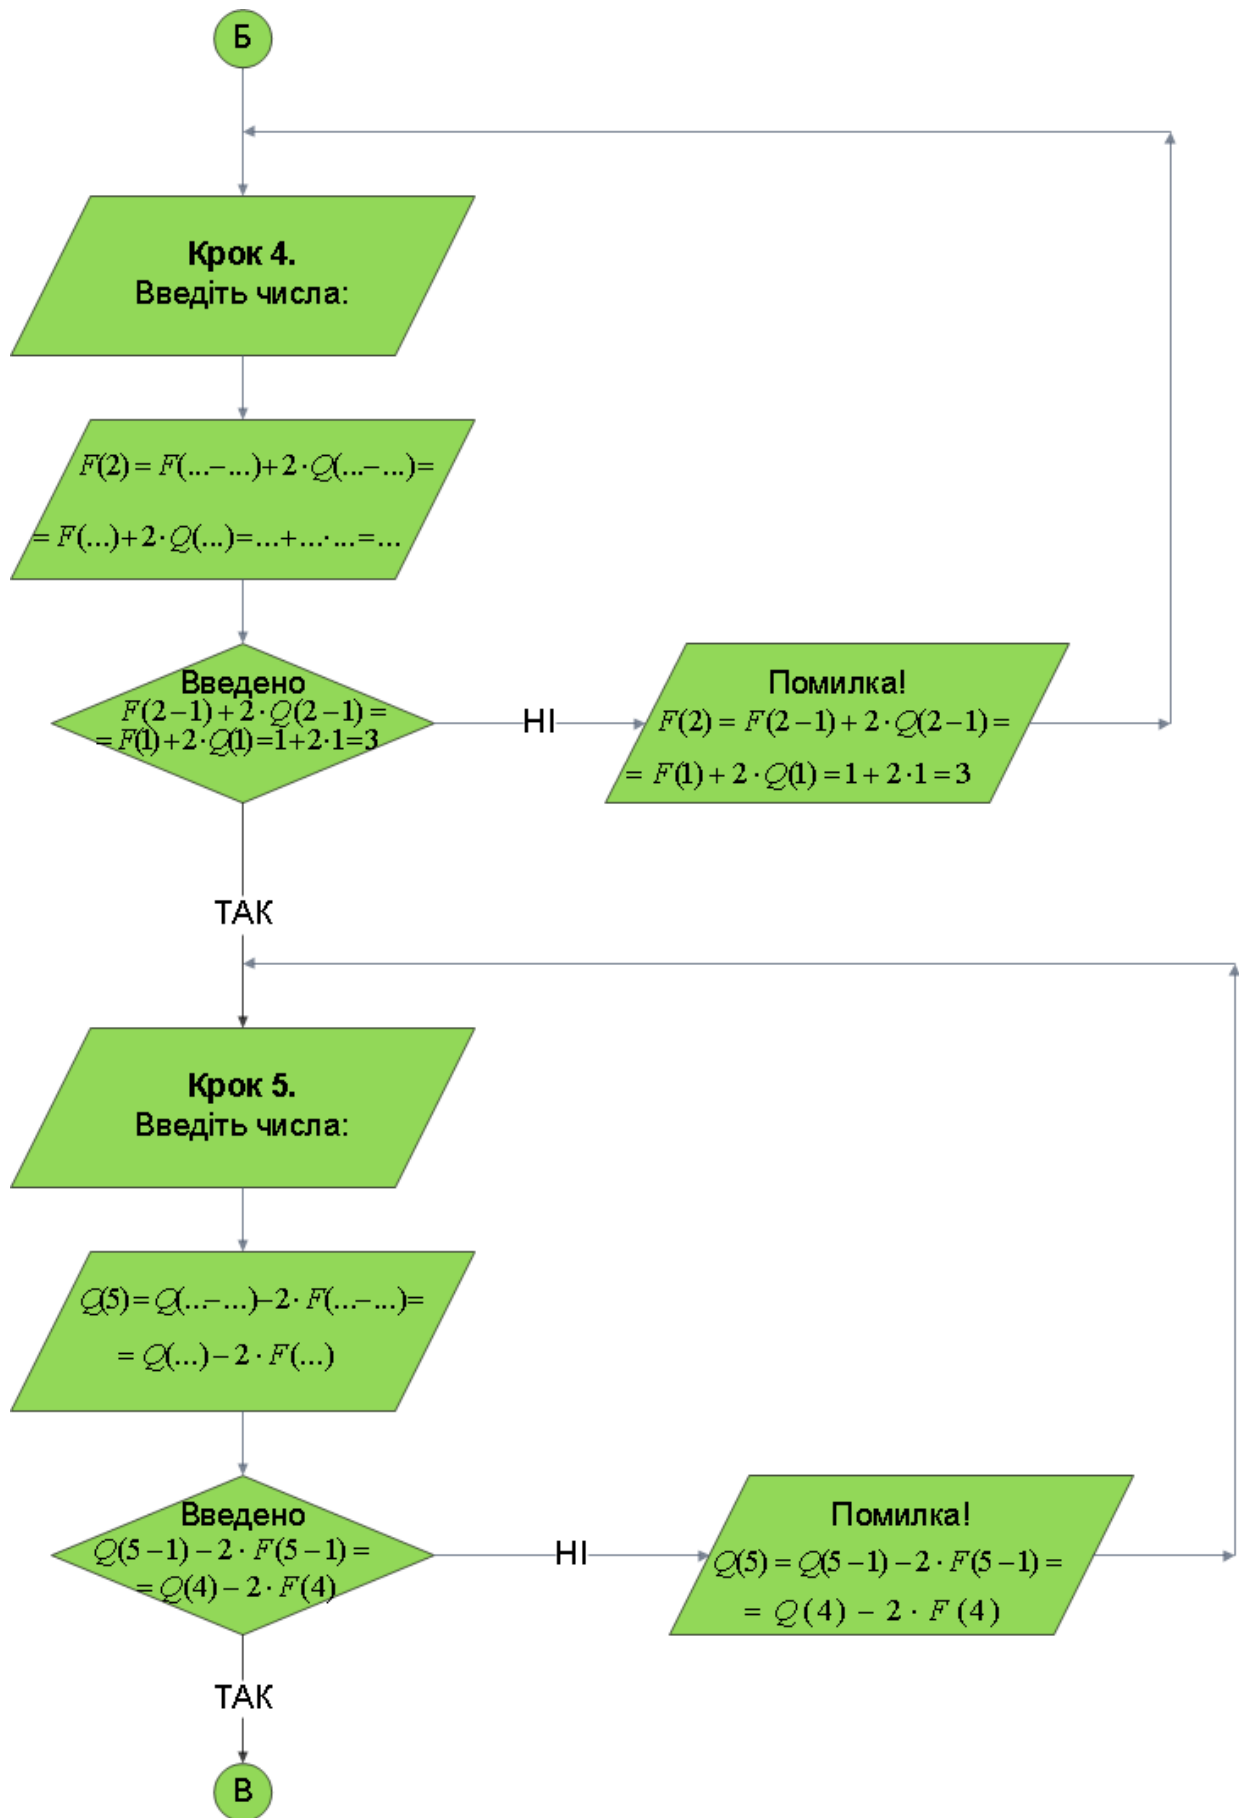 Б
Крок 4.
Введіть числа:
F(2) = F(...−...)+2·Q(...−...)=
= F(...)+2·Q(...)=...+...·...=...
Введено
F(2−1)+2·Q(2−1)=
= F(1)+2·Q(1)=1+2·1=3
НІ
Помилка!
F(2) = F(2−1)+2·Q(2−1)=
= F(1)+2·Q(1)=1+2·1=3
ТАК
Крок 5.
Введіть числа:
Q(5)=Q(...−...)−2·F(...−...)=
= Q(...)−2·F(...)
Введено
Q(5−1)−2·F(5−1)=
= Q(4)−2·F(4)
НІ
Помилка!
Q(5)=Q(5−1)−2·F(5−1)=
= Q(4)−2·F(4)
ТАК
В